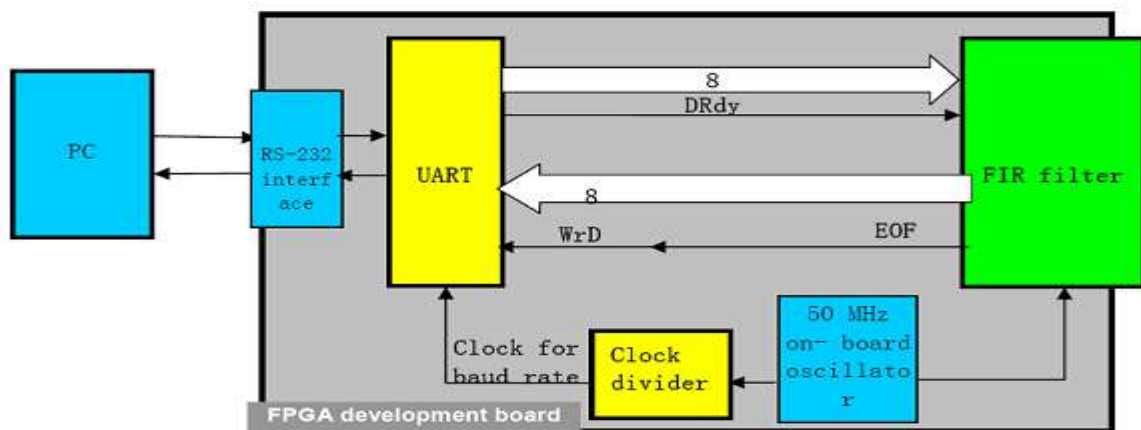 PC
RS-232
interf
ace
UART
8
DRdy
8
WrD
EOF
FIR filter
Clock for
baud rate
Clock
divider
50 MHz
on- board
oscillato
r
FPGA development board